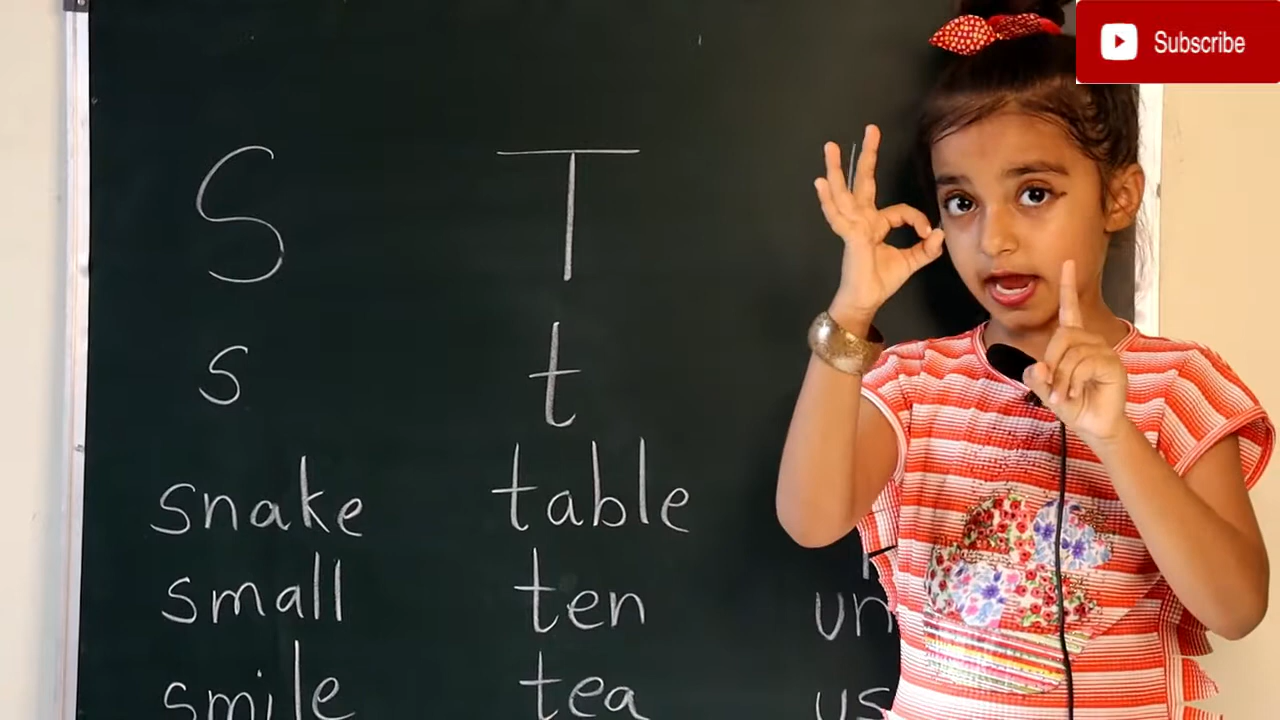 Subscribe
S T
s t
snake table
small ten
smile tea